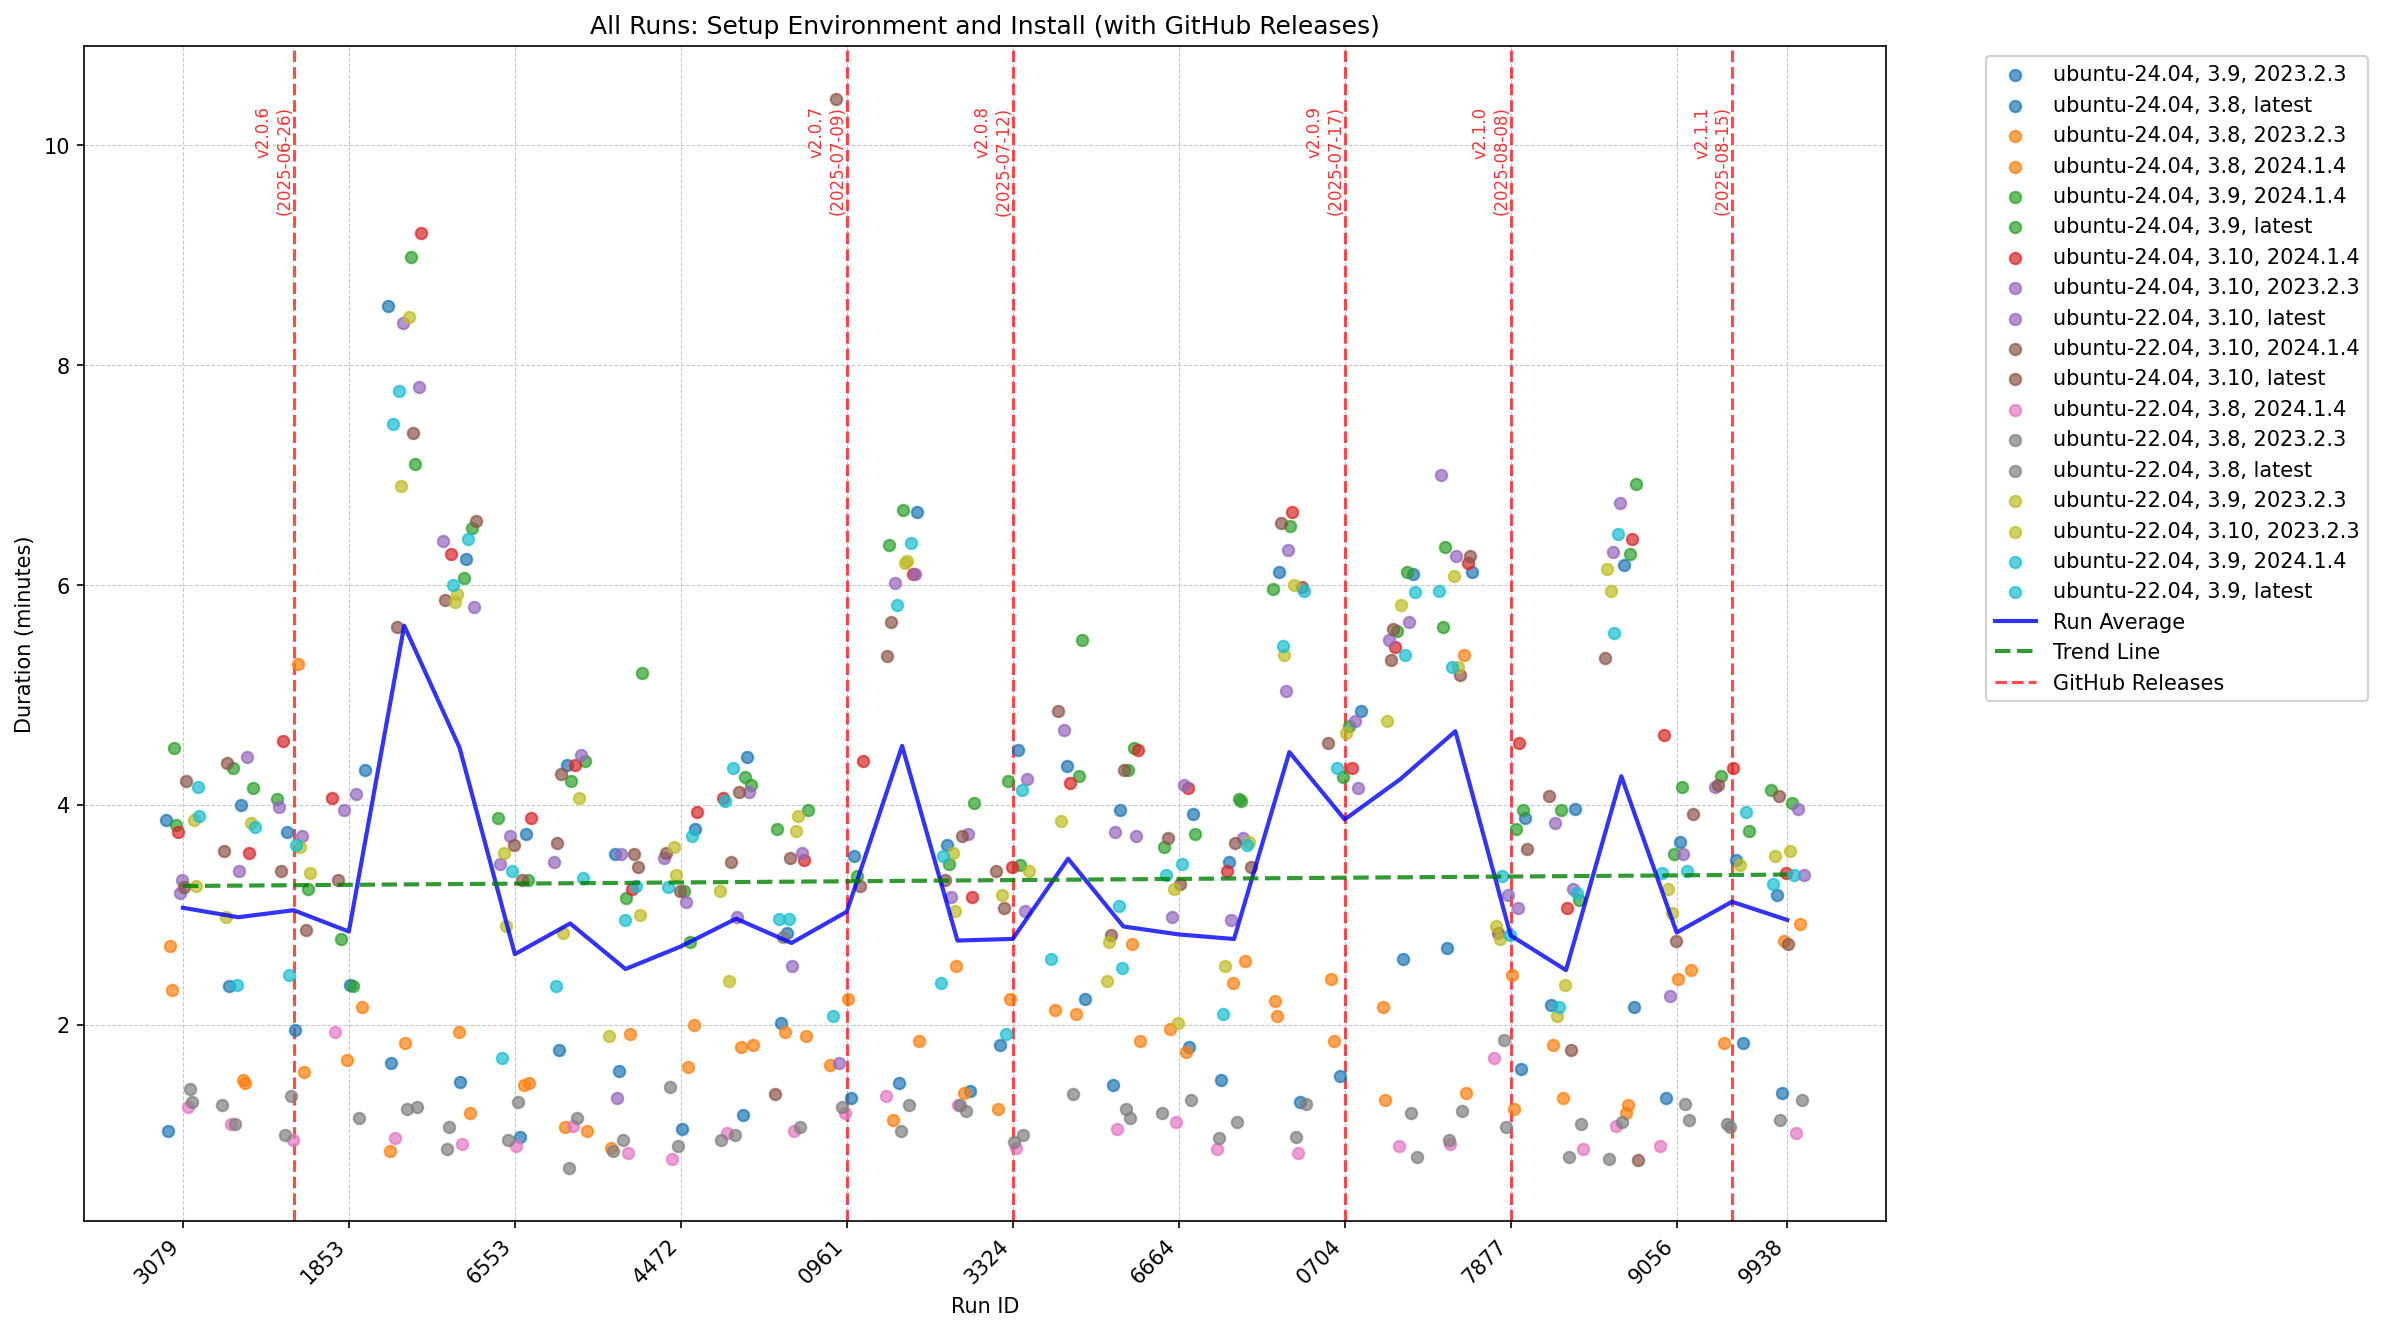 All Runs: Setup Environment and Install (with GitHub Releases)
Duration (minutes)
10
8
6
4
2
v2.0.6
(2025-06-26)
v2.0.7
(2025-07-09)
v2.0.8
(2025-07-12)
v2.0.9
(2025-07-17)
v2.1.0
(2025-08-08)
v2.1.1
(2025-08-15)
3079
1853
6553
4472
0961
3324
6664
0704
7877
9056
9938
Run ID
ubuntu-24.04, 3.9, 2023.2.3
ubuntu-24.04, 3.8, latest
ubuntu-24.04, 3.8, 2023.2.3
ubuntu-24.04, 3.8, 2024.1.4
ubuntu-24.04, 3.9, 2024.1.4
ubuntu-24.04, 3.9, latest
ubuntu-24.04, 3.10, 2024.1.4
ubuntu-24.04, 3.10, 2023.2.3
ubuntu-22.04, 3.10, latest
ubuntu-22.04, 3.10, 2024.1.4
ubuntu-24.04, 3.10, latest
ubuntu-22.04, 3.8, 2024.1.4
ubuntu-22.04, 3.8, 2023.2.3
ubuntu-22.04, 3.8, latest
ubuntu-22.04, 3.9, 2023.2.3
ubuntu-22.04, 3.10, 2023.2.3
ubuntu-22.04, 3.9, 2024.1.4
ubuntu-22.04, 3.9, latest
Run Average
Trend Line
GitHub Releases